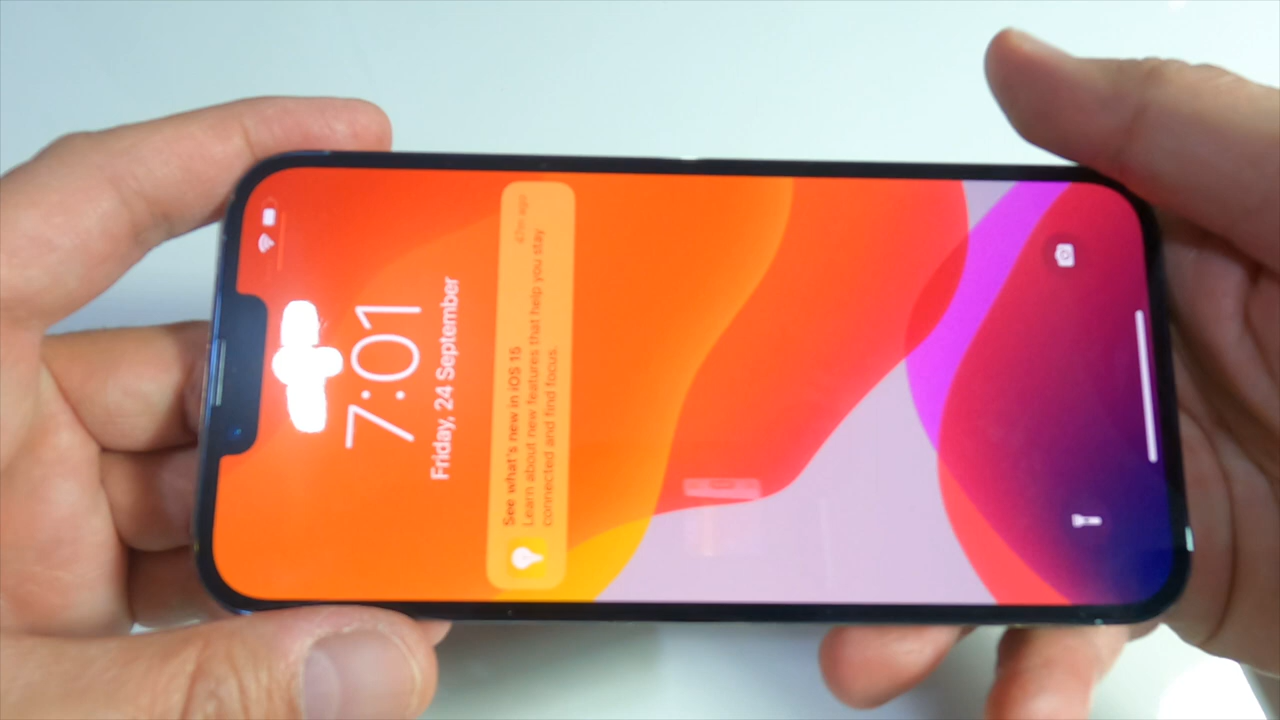 7:01
Friday, 24 September
See what's new in iOS 15
Learn about new features that help you stay
connected and find focus.